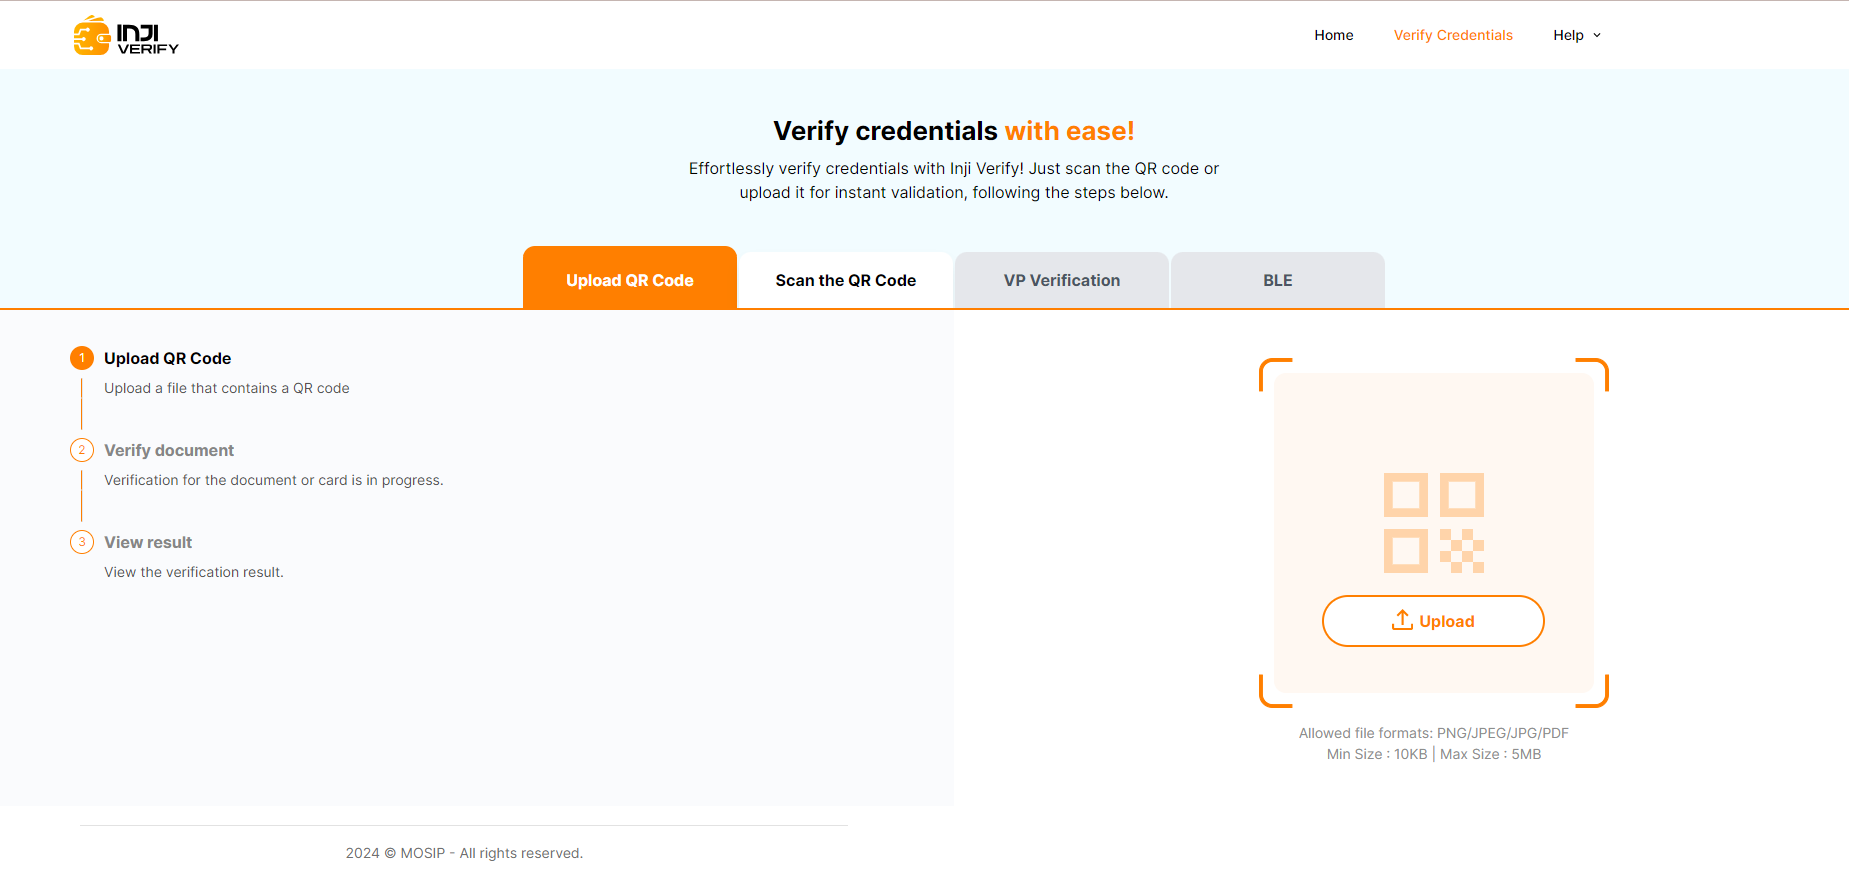 INJI
VERIFY
Home
Verify Credentials
Help
Verify credentials with ease!
Effortlessly verify credentials with Inji Verify! Just scan the QR code or
upload it for instant validation, following the steps below.
Upload QR Code
Scan the QR Code
VP Verification
BLE
1
Upload QR Code
Upload a file that contains a QR code
2
Verify document
Verification for the document or card is in progress.
3
View result
View the verification result.
Upload
Allowed file formats: PNG/JPEG/JPG/PDF
Min Size : 10KB | Max Size : 5MB
2024 © MOSIP - All rights reserved.